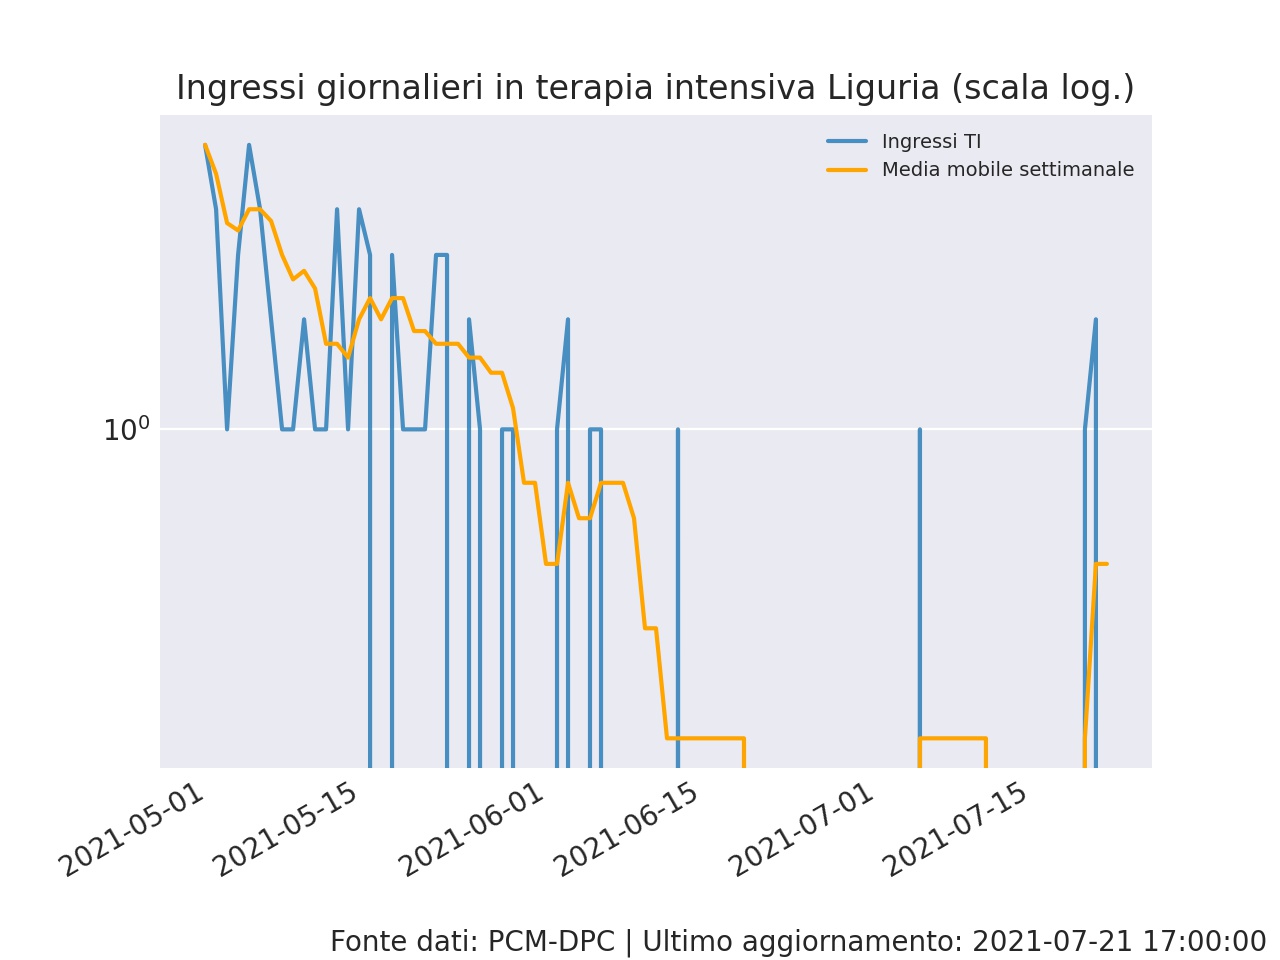 Ingressi giornalieri in terapia intensiva Liguria (scala log.)
Ingressi TI
Media mobile settimanale
10⁰
2021-05-01
2021-05-15
2021-06-01
2021-06-15
2021-07-01
2021-07-15
Fonte dati: PCM-DPC | Ultimo aggiornamento: 2021-07-21 17:00:00